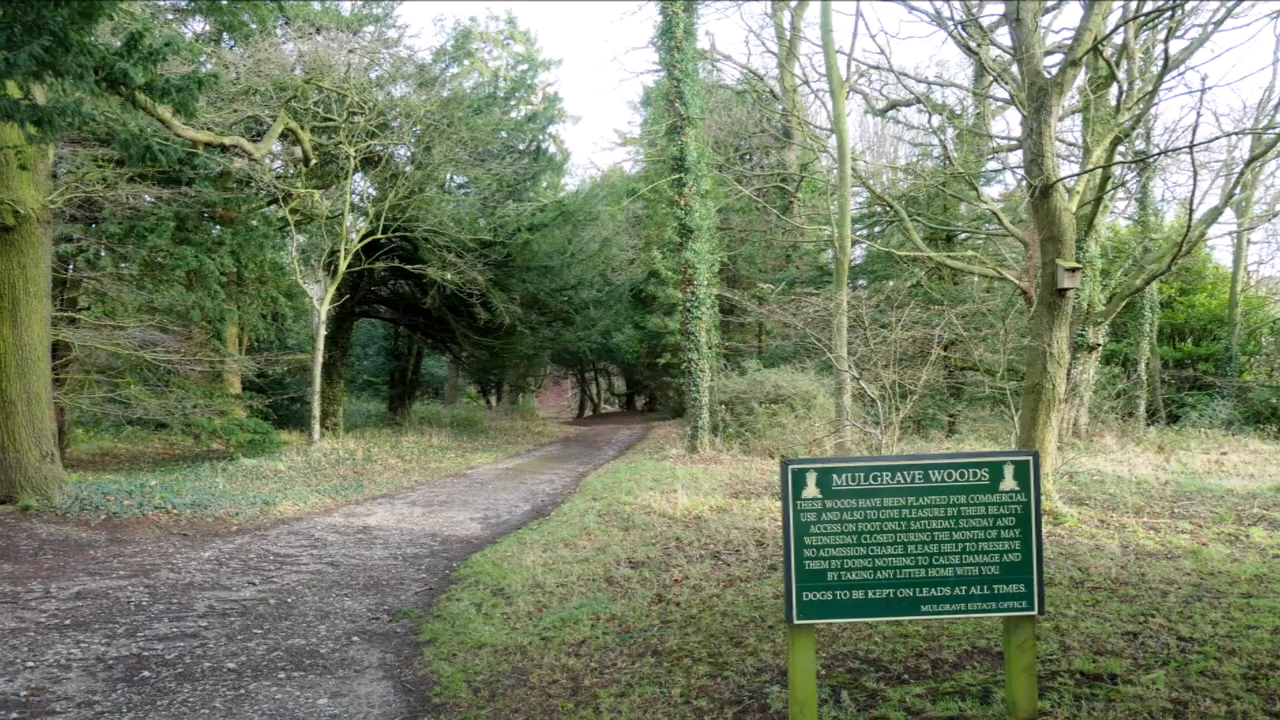 MULGRAVE WOODS
THESE WOODS HAVE BEEN PLANTED FOR COMMERCIAL
USE AND ALSO TO GIVE PLEASURE BY THEIR BEAUTY.
ACCESS ON FOOT ONLY: SATURDAY, SUNDAY AND
WEDNESDAY. CLOSED DURING THE MONTH OF MAY.
NO ADMISSION CHARGE. PLEASE HELP TO PRESERVE
THEM BY DOING NOTHING TO CAUSE DAMAGE AND
BY TAKING ANY LITTER HOME WITH YOU.
DOGS TO BE KEPT ON LEADS AT ALL TIMES.
MULGRAVE ESTATE OFFICE